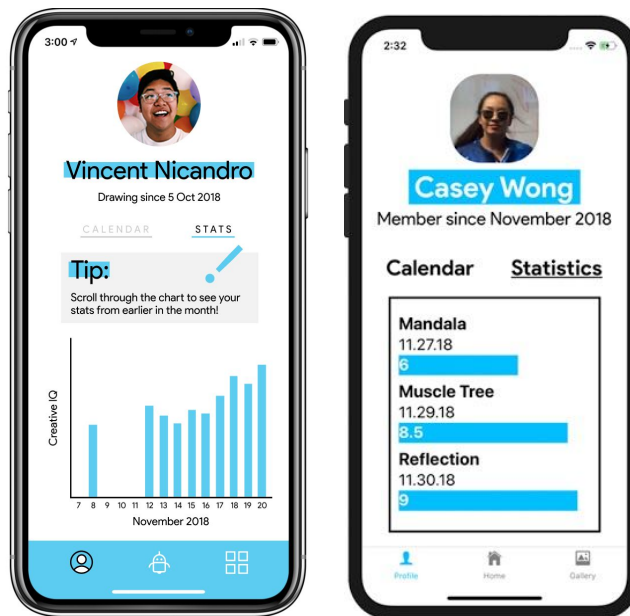 3:00
Vincent Nicandro
Drawing since 5 Oct 2018
CALENDAR STATS
Tip:
Scroll through the chart to see your
stats from earlier in the month!
Creative IQ
7 8 9 10 11 12 13 14 15 16 17 18 19 20
November 2018
2:32
Casey Wong
Member since November 2018
Calendar Statistics
Mandala
11.27.18
6
Muscle Tree
11.29.18
8.5
Reflection
11.30.18
9
Profile Home Gallery